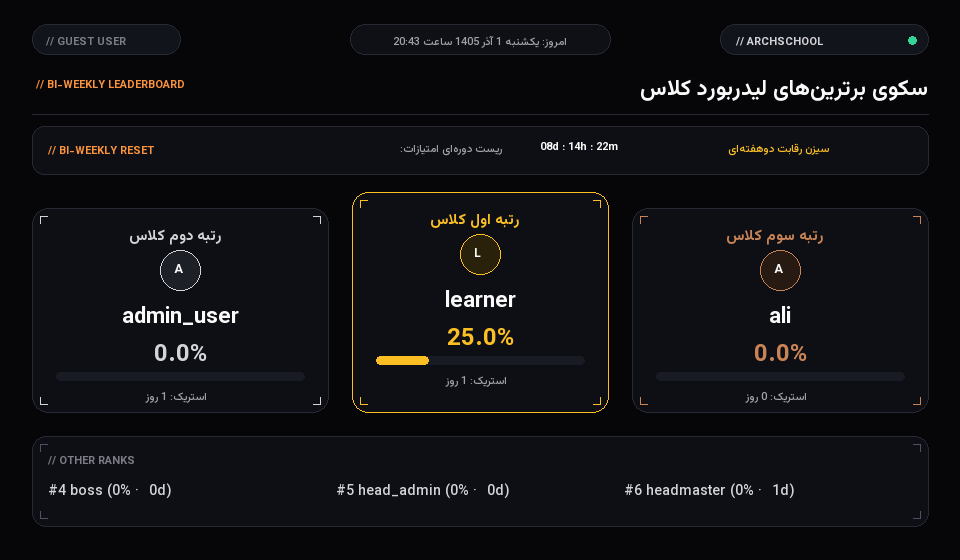 // GUEST USER
امروز: یکشنبه 1 آذر 1405 ساعت 20:43
// ARCHSCHOOL
// BI-WEEKLY LEADERBOARD
سکوی برترین‌های لیدربورد کلاس
// BI-WEEKLY RESET
ریست دوره‌ای امتیازات:
08d : 14h : 22m
سیزن رقابت دوهفته‌ای
رتبه دوم کلاس
A
admin_user
0.0%
استریک: 1 روز
رتبه اول کلاس
L
learner
25.0%
استریک: 1 روز
رتبه سوم کلاس
A
ali
0.0%
استریک: 0 روز
// OTHER RANKS
#4 boss (0% · 0d)
#5 head_admin (0% · 0d)
#6 headmaster (0% · 1d)